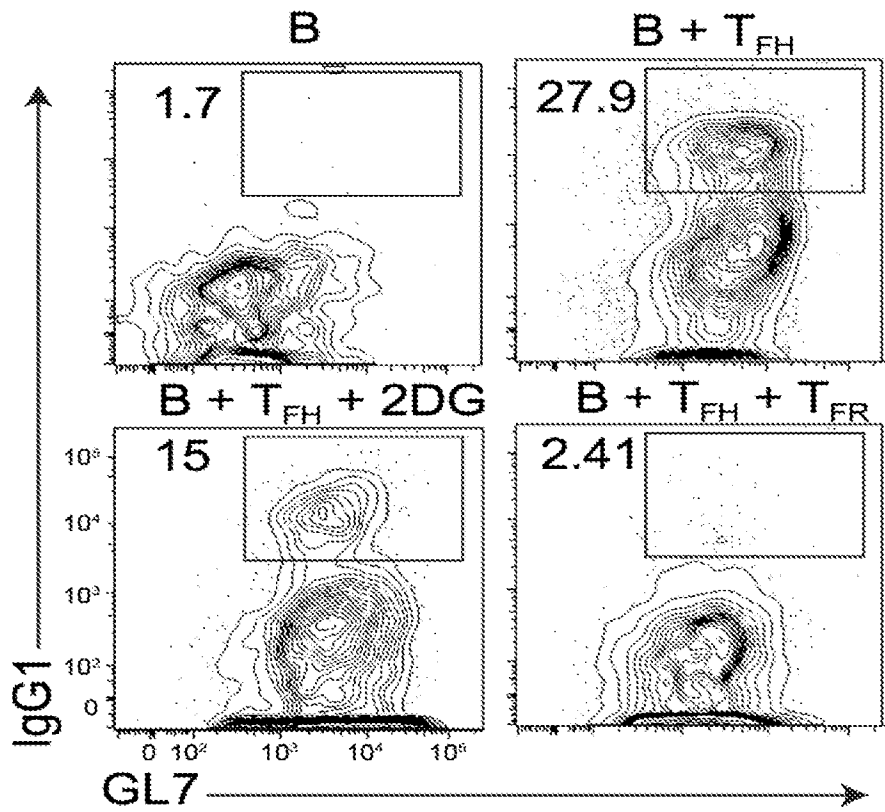 B
B + TFH
1.7
27.9
B + TFH + 2DG
B + TFH + TFR
15
2.41
10⁵
10⁴
10³
10²
0
0 10² 10³ 10⁴ 10⁵
IgG1
GL7